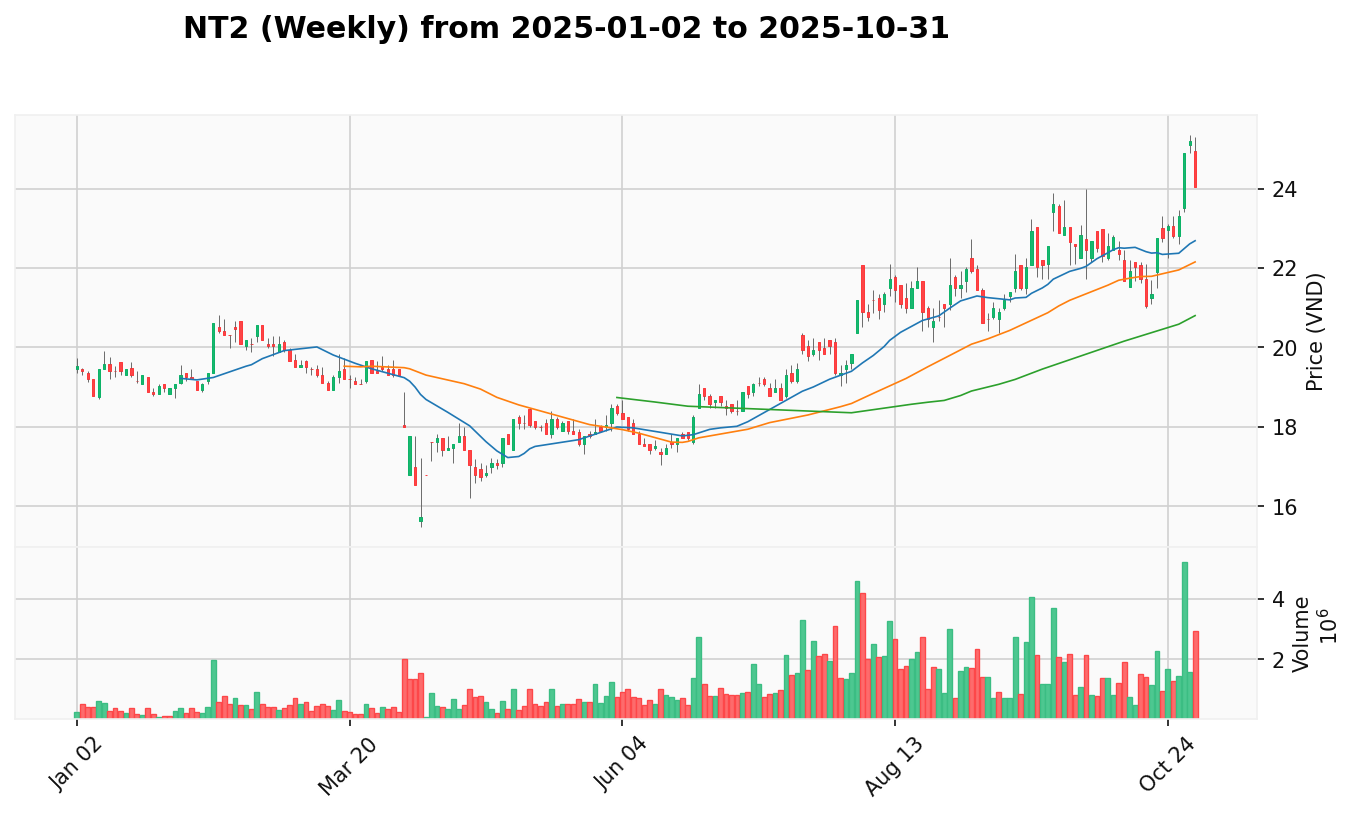 NT2 (Weekly) from 2025-01-02 to 2025-10-31
24
22
20
18
16
Price (VND)
4
2
Volume
10⁶
Jan 02
Mar 20
Jun 04
Aug 13
Oct 24